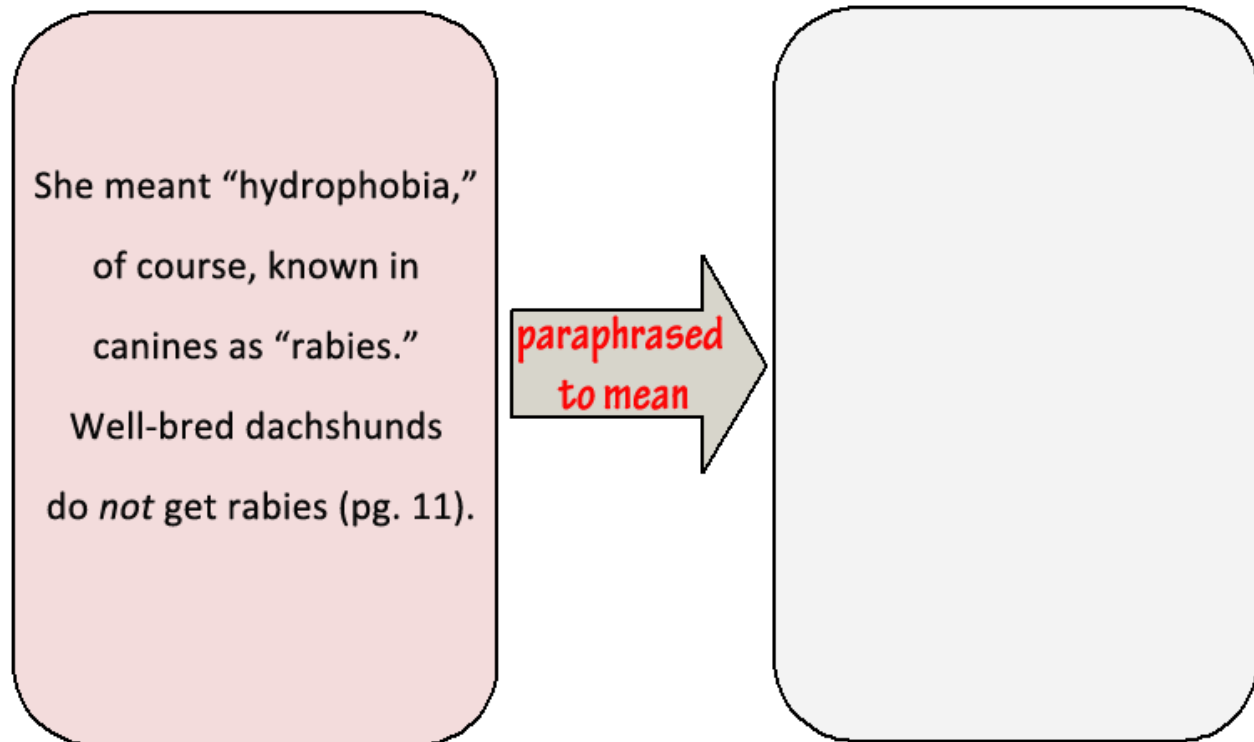 She meant “hydrophobia,”
of course, known in
canines as “rabies.”
Well-bred dachshunds
do not get rabies (pg. 11).
paraphrased
to mean